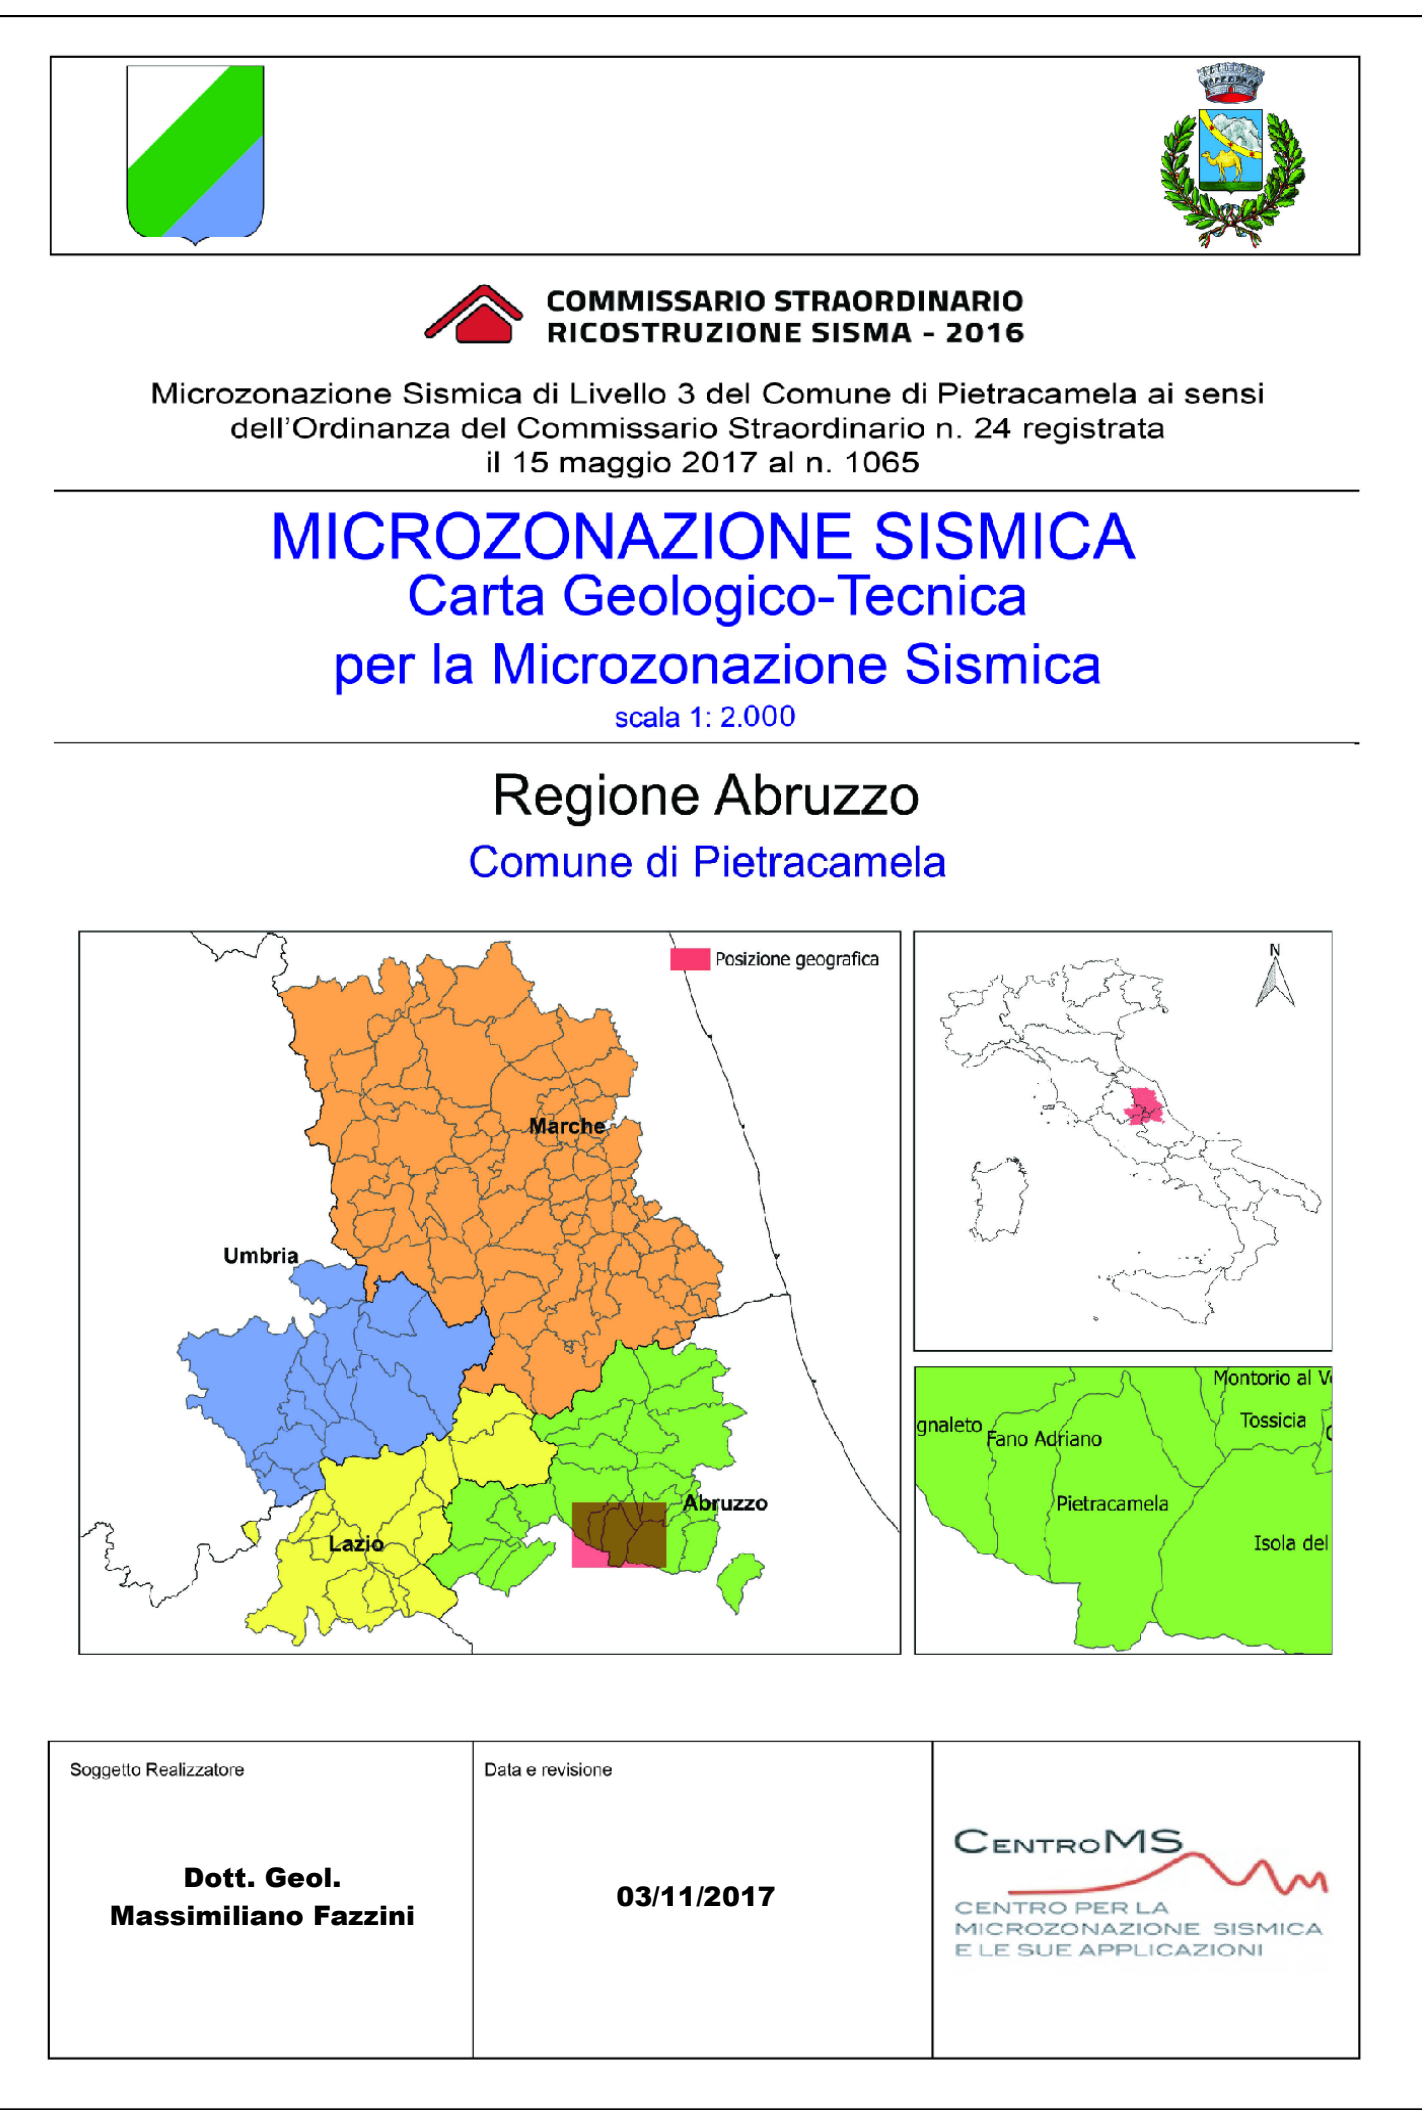 COMMISSARIO STRAORDINARIO
RICOSTRUZIONE SISMA - 2016
Microzonazione Sismica di Livello 3 del Comune di Pietracamela ai sensi
dell'Ordinanza del Commissario Straordinario n. 24 registrata
il 15 maggio 2017 al n. 1065
MICROZONAZIONE SISMICA
Carta Geologico-Tecnica
per la Microzonazione Sismica
scala 1: 2.000
Regione Abruzzo
Comune di Pietracamela
Posizione geografica
Marche
Umbria
Abruzzo
Lazio
N
Montorio al V
Tossicia
gnaleto
Fano Adriano
Pietracamela
Isola del
Soggetto Realizzatore
Dott. Geol.
Massimiliano Fazzini
Data e revisione
03/11/2017
CENTROMS
CENTRO PER LA
MICROZONAZIONE SISMICA
E LE SUE APPLICAZIONI